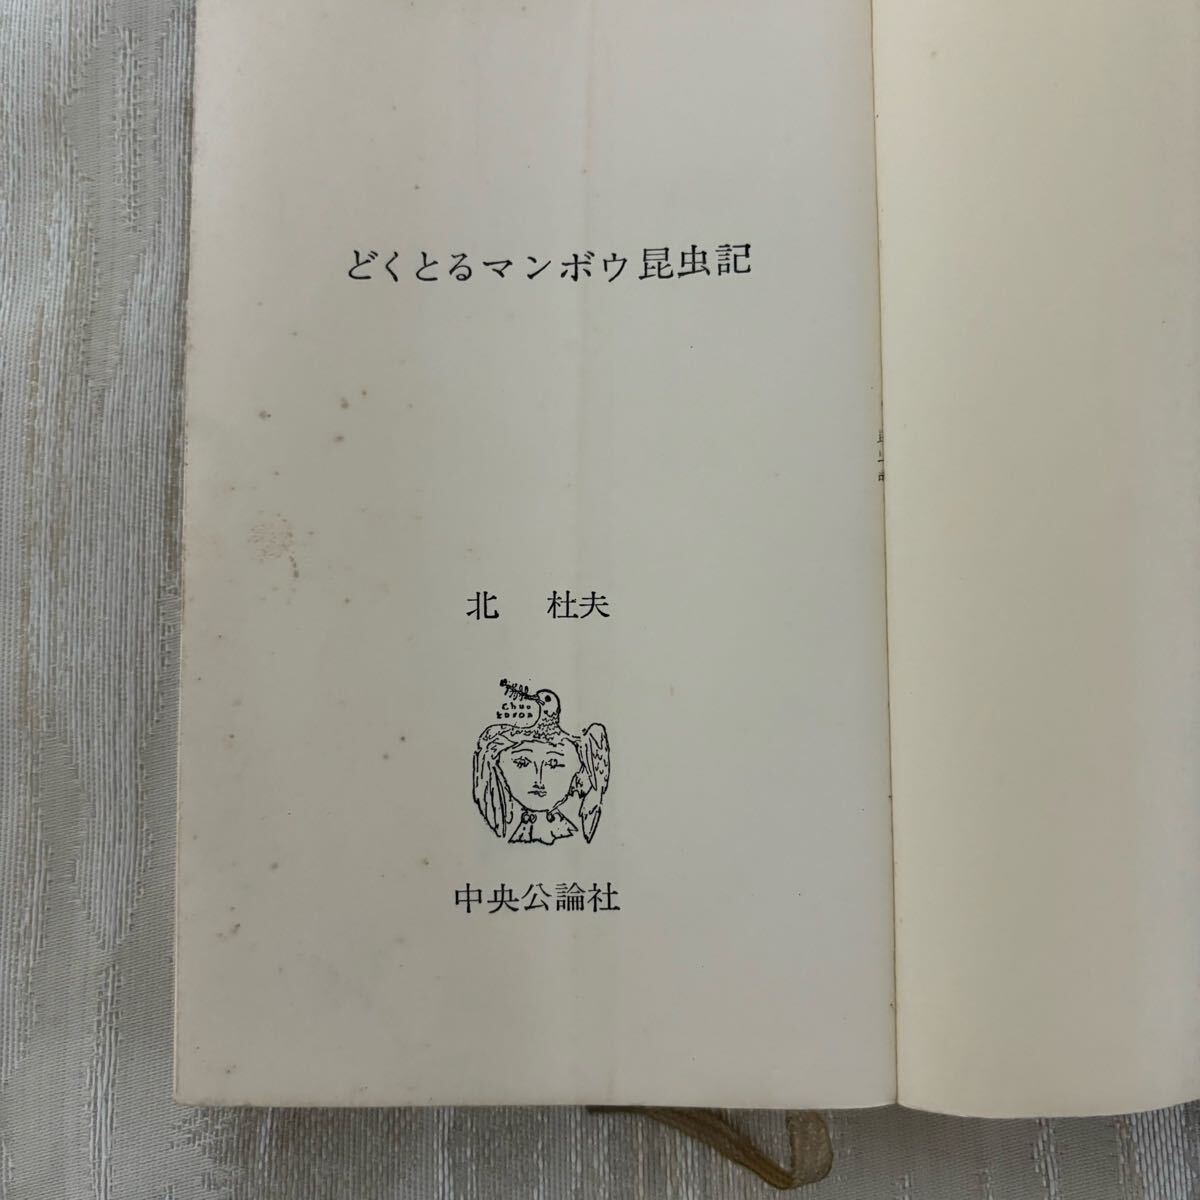 どくとるマンボウ昆虫記
北 杜夫
Chuo
koron
中央公論社